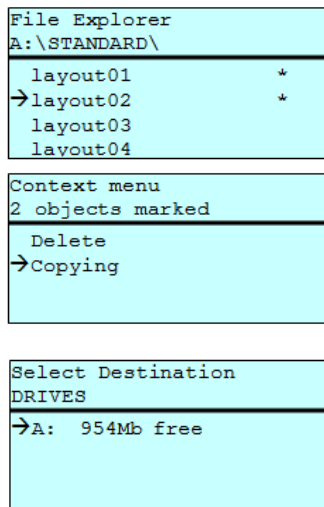 File Explorer
A:\STANDARD\
layout01 *
→layout02 *
layout03
layout04
Context menu
2 objects marked
Delete
→Copying
Select Destination
DRIVES
→A: 954Mb free